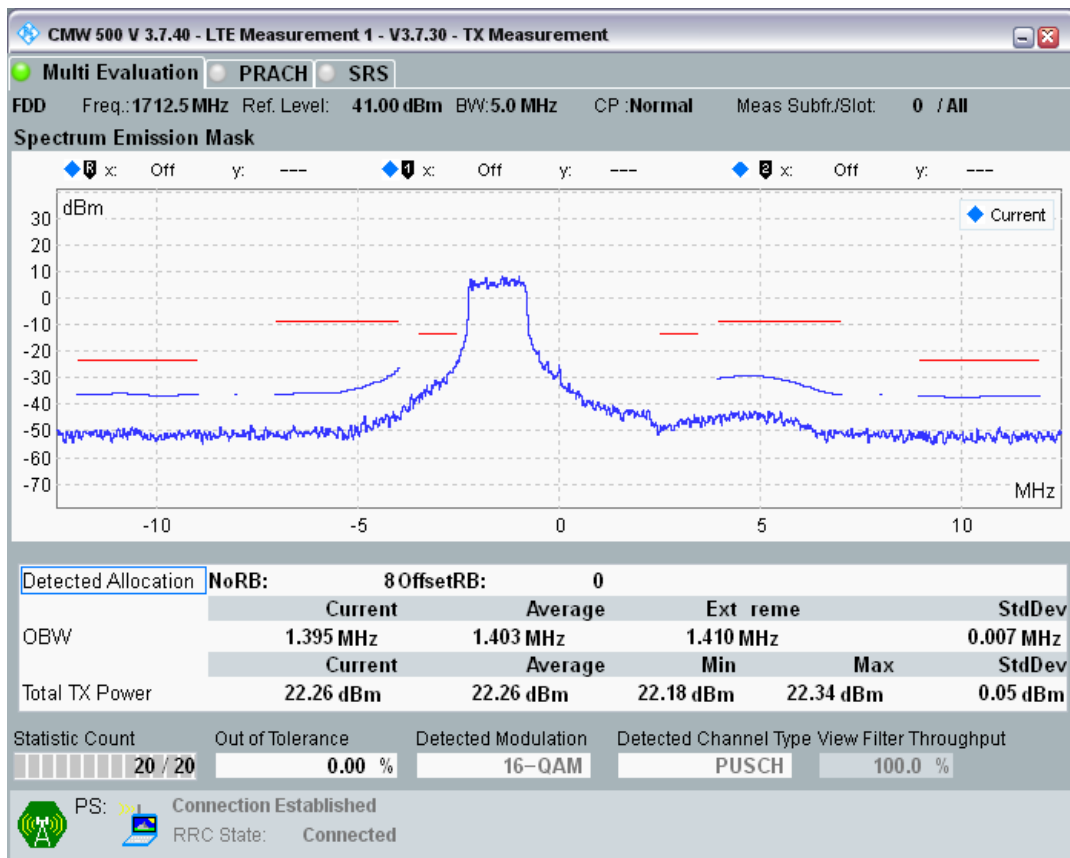 CMW 500 V 3.7.40 - LTE Measurement 1 - V3.7.30 - TX Measurement
Multi Evaluation PRACH SRS
FDD Freq.: 1712.5 MHz Ref. Level: 41.00 dBm BW: 5.0 MHz CP :Normal Meas Subfr./Slot: 0 / All
Spectrum Emission Mask
R x: Off y: --- 1 x: Off y: --- 2 x: Off y: ---
dBm
Current
30
20
10
0
-10
-20
-30
-40
-50
-60
-70
MHz
-10 -5 0 5 10
Detected Allocation NoRB: 8 OffsetRB: 0
Current Average Ext reme StdDev
OBW 1.395 MHz 1.403 MHz 1.410 MHz 0.007 MHz
Current Average Min Max StdDev
Total TX Power 22.26 dBm 22.26 dBm 22.18 dBm 22.34 dBm 0.05 dBm
Statistic Count Out of Tolerance Detected Modulation Detected Channel Type View Filter Throughput
20 / 20 0.00 % 16-QAM PUSCH 100.0 %
PS: Connection Established
RRC State: Connected